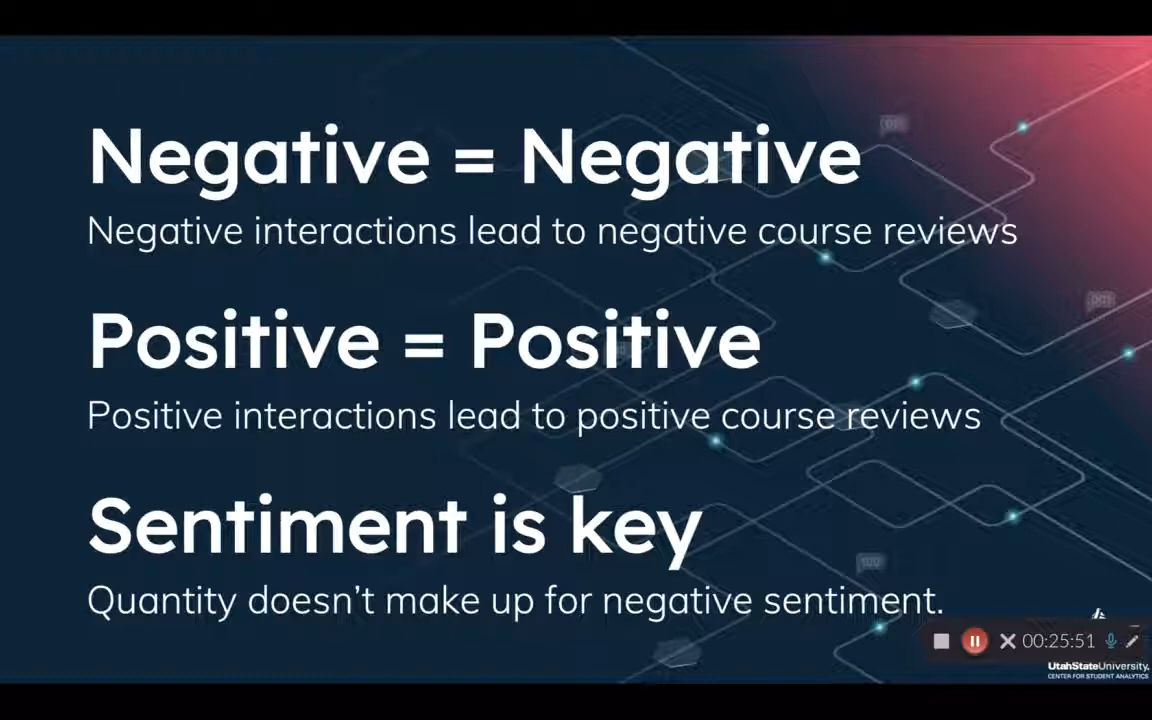 Negative = Negative
Negative interactions lead to negative course reviews
Positive = Positive
Positive interactions lead to positive course reviews
Sentiment is key
Quantity doesn’t make up for negative sentiment.
00:25:51
UtahStateUniversity.
CENTER FOR STUDENT ANALYTICS